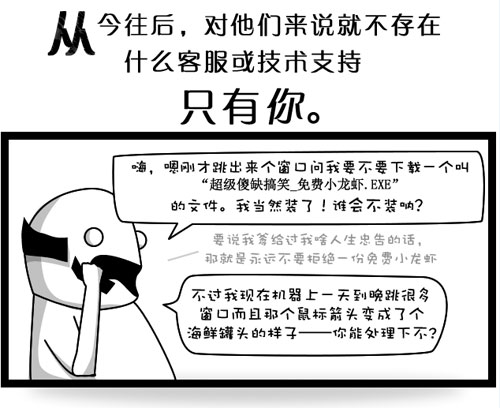 从今往后，对他们来说就不存在
什么客服或技术支持
只有你。
嗨，嗯刚才跳出来个窗口问我要不要下载一个叫
“超级傻缺搞笑_免费小龙虾.EXE”
的文件。我当然装了！谁会不装呐？
要说我爹给过我啥人生忠告的话，
那就是永远不要拒绝一份免费小龙虾
不过我现在机器上一天到晚跳很多
窗口而且那个鼠标箭头变成了个
海鲜罐头的样子——你能处理下不？